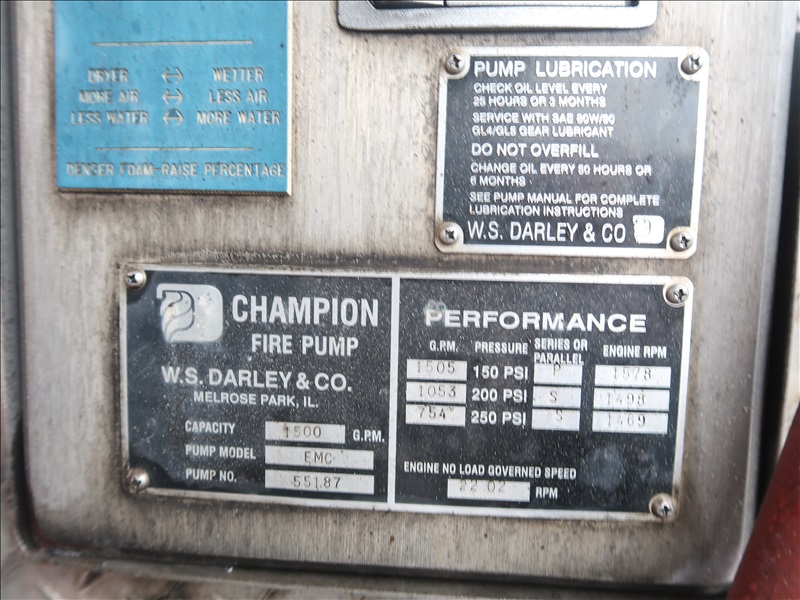 DRYER ↔ WETTER
MORE AIR ↔ LESS AIR
LESS WATER ↔ MORE WATER
DENSER FOAM-RAISE PERCENTAGE
PUMP LUBRICATION
CHECK OIL LEVEL EVERY
25 HOURS OR 3 MONTHS
SERVICE WITH SAE 80W/90
GL4/GL5 GEAR LUBRICANT
DO NOT OVERFILL
CHANGE OIL EVERY 50 HOURS OR
6 MONTHS
SEE PUMP MANUAL FOR COMPLETE
LUBRICATION INSTRUCTIONS
W.S. DARLEY & CO
CHAMPION
FIRE PUMP
W.S. DARLEY & CO.
MELROSE PARK, IL.
CAPACITY 1500 G.P.M.
PUMP MODEL EMC
PUMP NO. 55187
PERFORMANCE
G.P.M. PRESSURE SERIES OR PARALLEL ENGINE RPM
1505 150 PSI P 1578
1053 200 PSI S 1498
754 250 PSI S 1469
ENGINE NO LOAD GOVERNED SPEED
2202 RPM